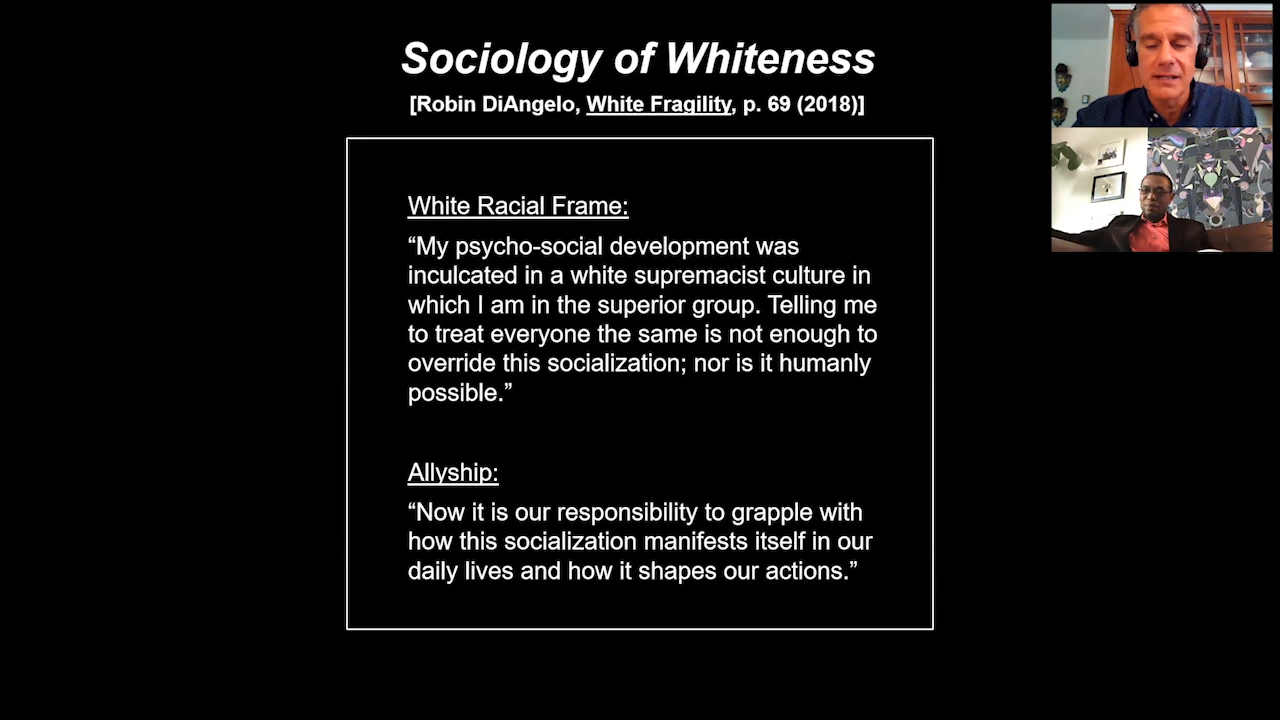 Sociology of Whiteness
[Robin DiAngelo, White Fragility, p. 69 (2018)]
White Racial Frame:
“My psycho-social development was
inculcated in a white supremacist culture in
which I am in the superior group. Telling me
to treat everyone the same is not enough to
override this socialization; nor is it humanly
possible.”
Allyship:
“Now it is our responsibility to grapple with
how this socialization manifests itself in our
daily lives and how it shapes our actions.”